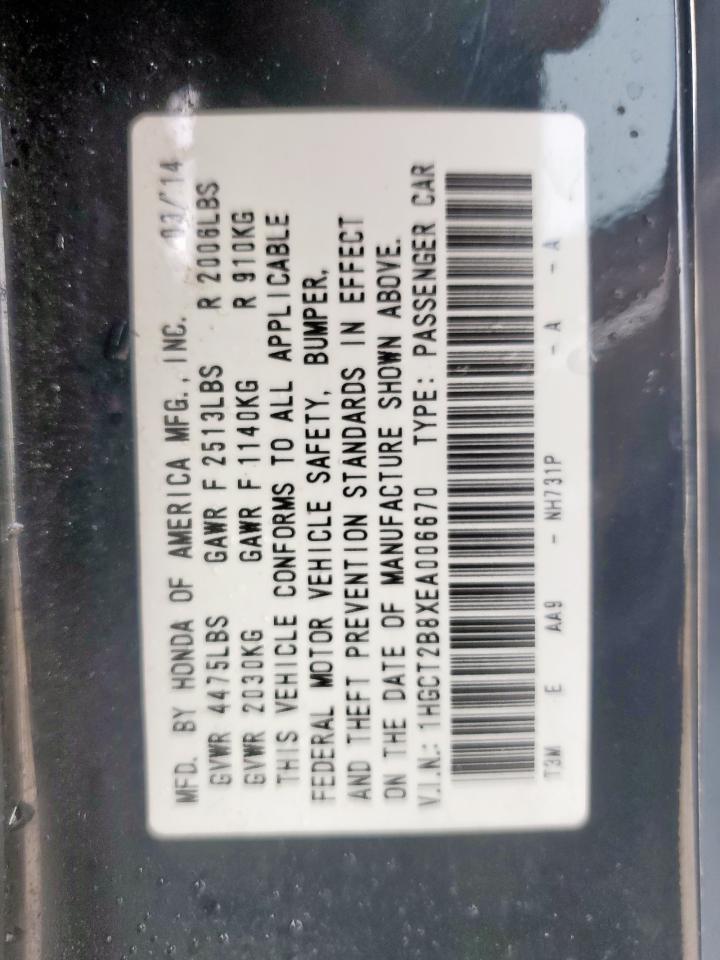 MFD. BY HONDA OF AMERICA MFG., INC. 03/14
GVWR 4475LBS GAWR F 2513LBS R 2006LBS
GVWR 2030KG GAWR F 1140KG R 910KG
THIS VEHICLE CONFORMS TO ALL APPLICABLE
FEDERAL MOTOR VEHICLE SAFETY, BUMPER,
AND THEFT PREVENTION STANDARDS IN EFFECT
ON THE DATE OF MANUFACTURE SHOWN ABOVE.
V.I.N.: 1HGCT2B8XEA006670 TYPE: PASSENGER CAR
T3M E AA9 - NH731P - A - A